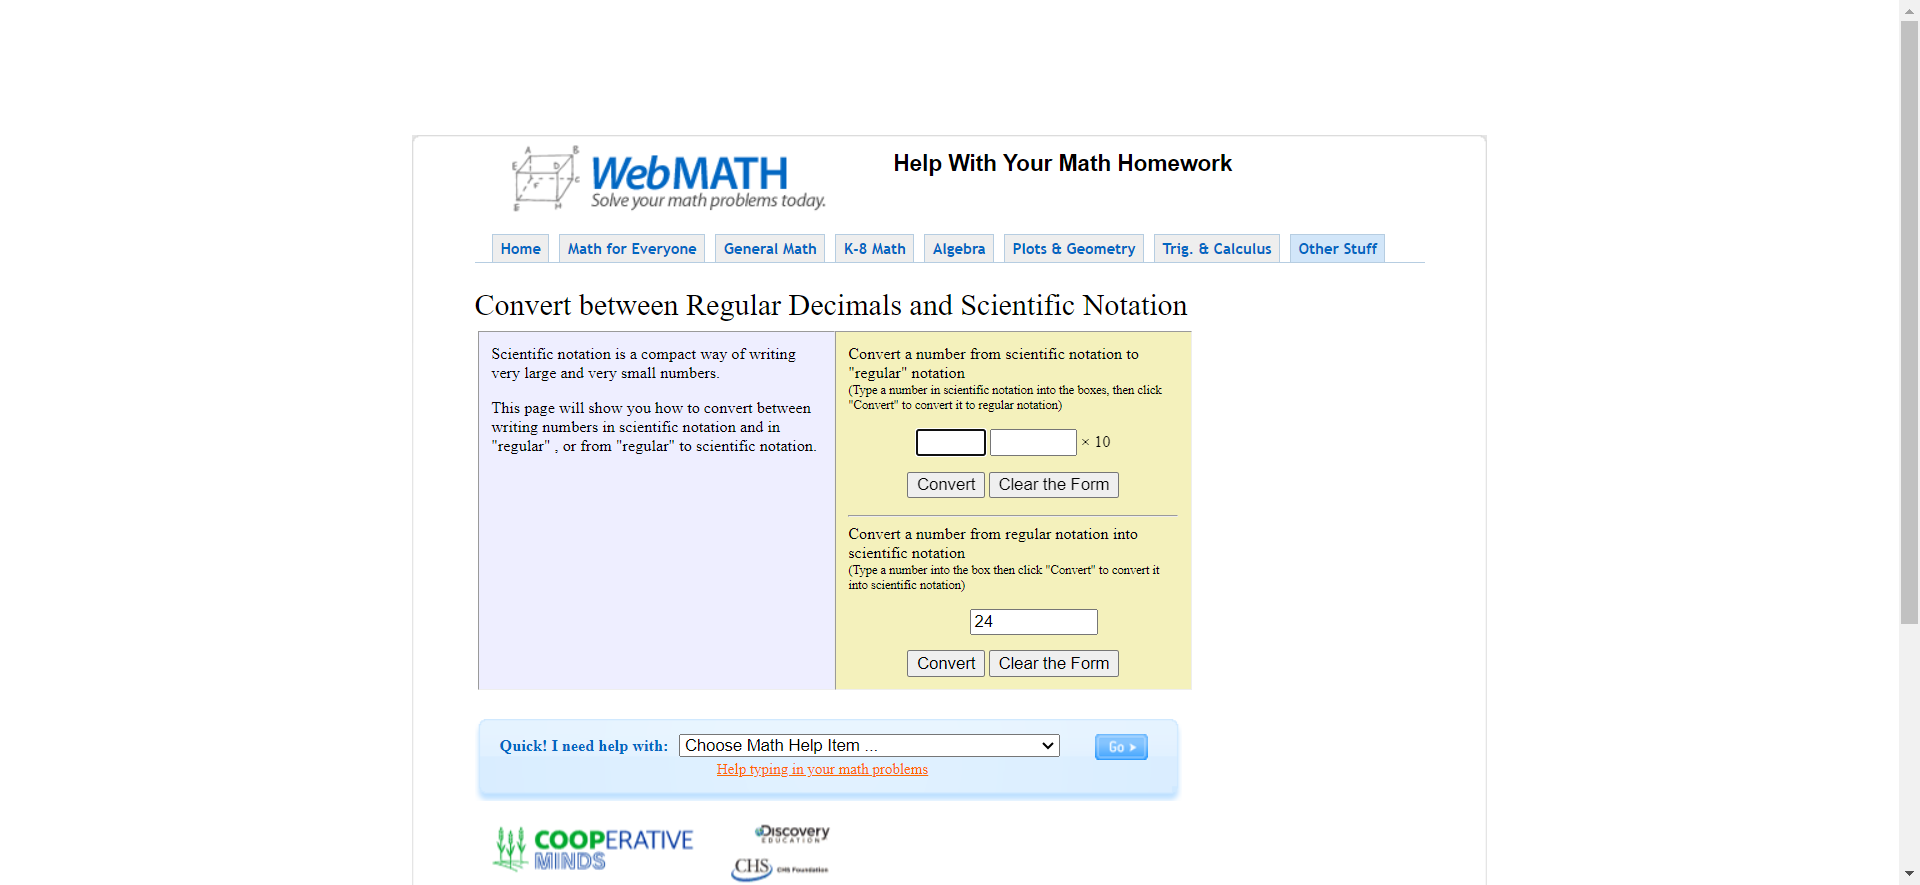 A B
E D C
F
E H
WebMATH
Solve your math problems today.
Help With Your Math Homework
Home Math for Everyone General Math K-8 Math Algebra Plots & Geometry Trig. & Calculus Other Stuff
Convert between Regular Decimals and Scientific Notation
Scientific notation is a compact way of writing
very large and very small numbers.
This page will show you how to convert between
writing numbers in scientific notation and in
"regular" , or from "regular" to scientific notation.
Convert a number from scientific notation to
"regular" notation
(Type a number in scientific notation into the boxes, then click
"Convert" to convert it to regular notation)
× 10
Convert Clear the Form
Convert a number from regular notation into
scientific notation
(Type a number into the box then click "Convert" to convert it
into scientific notation)
24
Convert Clear the Form
Quick! I need help with: Choose Math Help Item ... Go >
Help typing in your math problems
COOPERATIVE
MINDS
Discovery
EDUCATION
CHS CHS Foundation